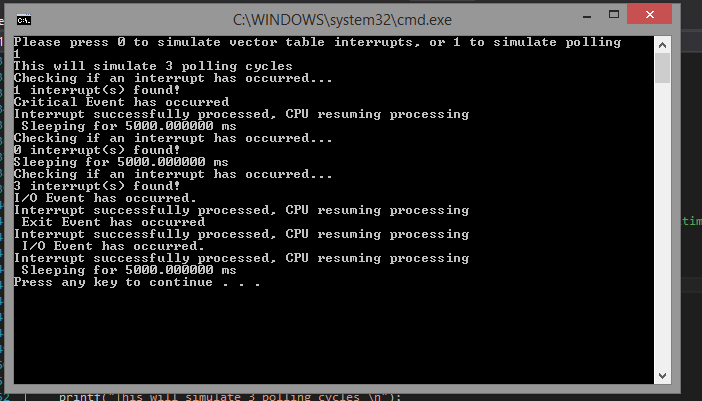 C:\WINDOWS\system32\cmd.exe
Please press 0 to simulate vector table interrupts, or 1 to simulate polling
1
This will simulate 3 polling cycles
Checking if an interrupt has occurred...
1 interrupt(s) found!
Critical Event has occurred
Interrupt successfully processed, CPU resuming processing
 Sleeping for 5000.000000 ms
Checking if an interrupt has occurred...
0 interrupt(s) found!
Sleeping for 5000.000000 ms
Checking if an interrupt has occurred...
3 interrupt(s) found!
I/O Event has occurred.
Interrupt successfully processed, CPU resuming processing
 Exit Event has occurred
Interrupt successfully processed, CPU resuming processing
 I/O Event has occurred.
Interrupt successfully processed, CPU resuming processing
 Sleeping for 5000.000000 ms
Press any key to continue . . .
tim
printf("This will simulate 3 polling cycles \n");